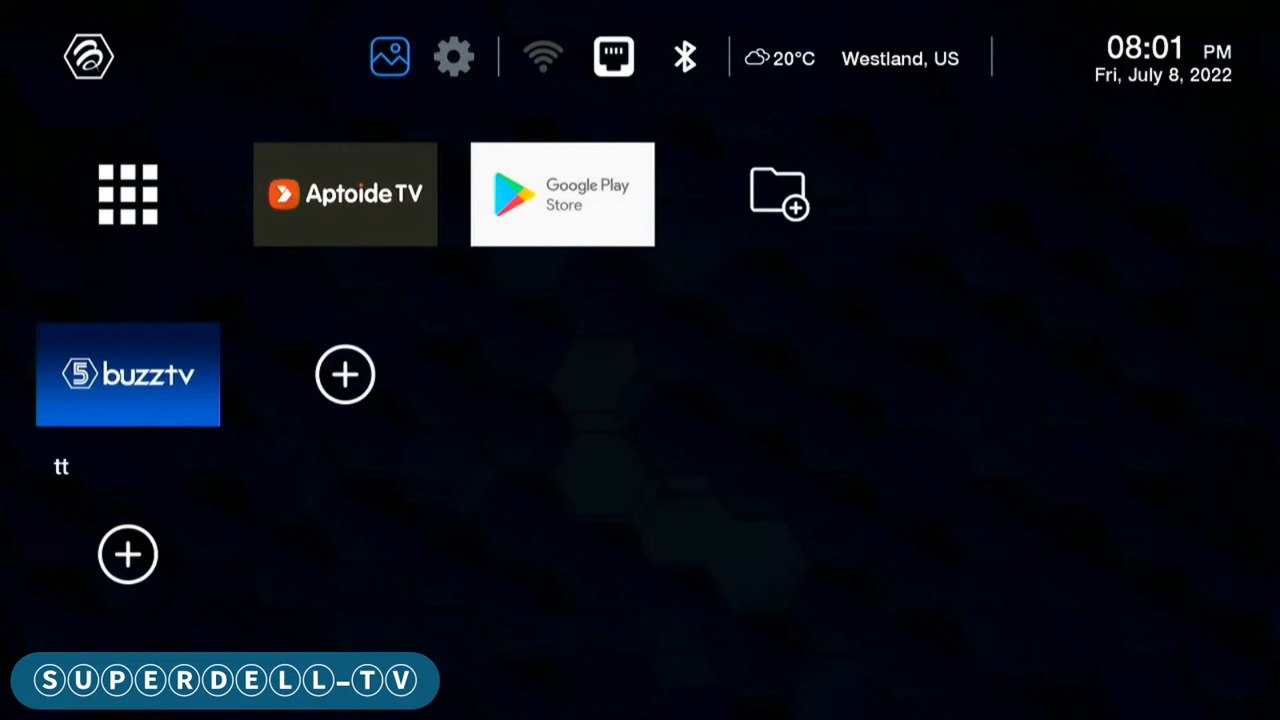 20°C
Westland, US
08:01 PM
Fri, July 8, 2022
Aptoide TV
Google Play
Store
5 buzztv
tt
SUPERDELL-TV